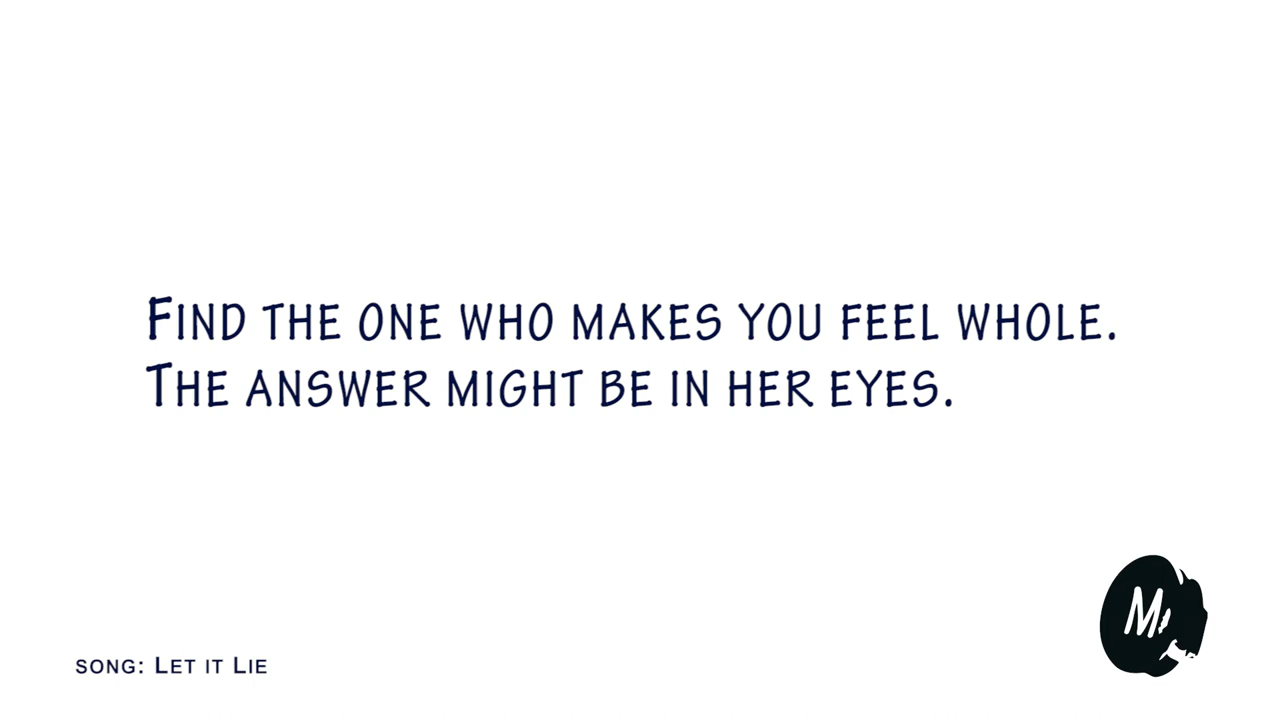 Find the one who makes you feel whole.
The answer might be in her eyes.
song: Let it Lie
M